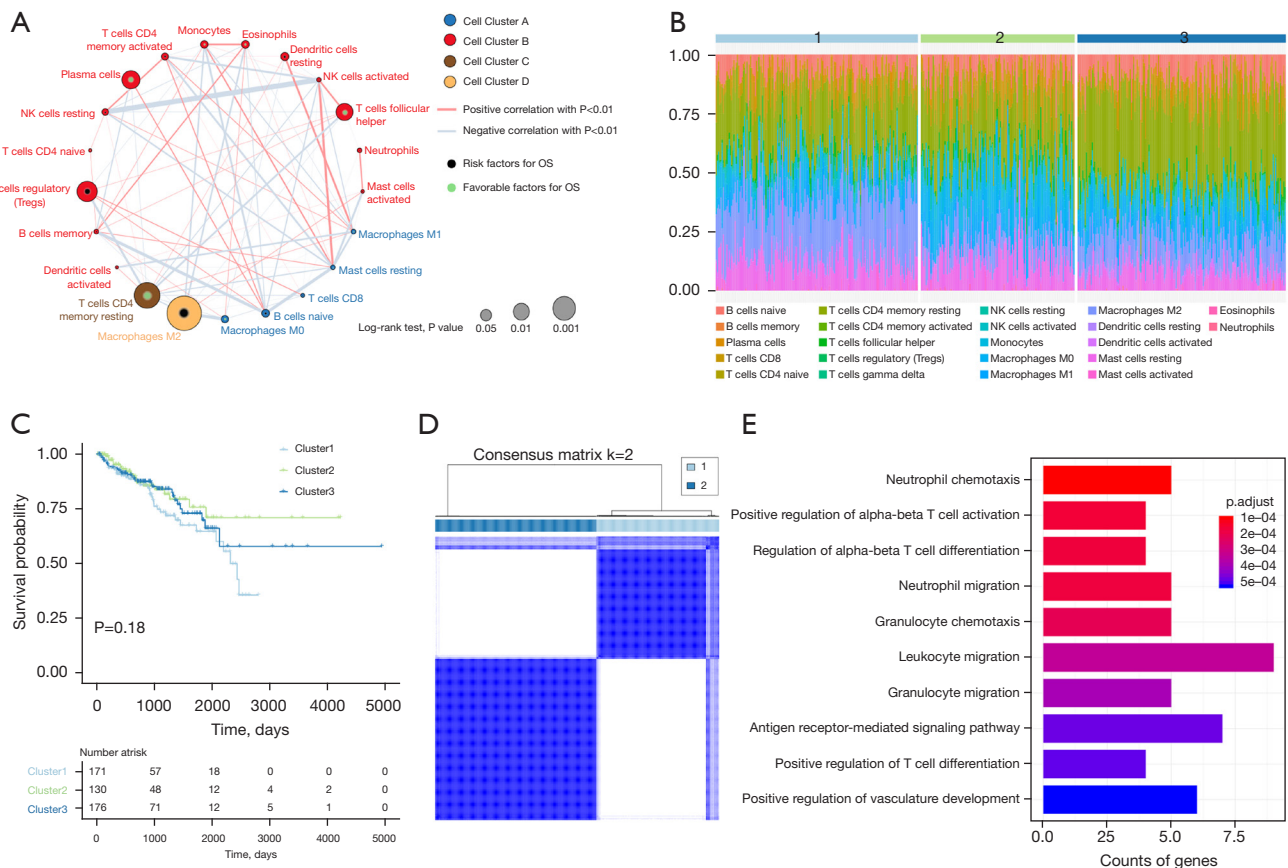 A
T cells CD4
memory activated
Monocytes
Eosinophils
Dendritic cells
resting
NK cells activated
Plasma cells
T cells follicular
helper
NK cells resting
Neutrophils
T cells CD4 naive
Mast cells
activated
cells regulatory
(Tregs)
B cells memory
Macrophages M1
Dendritic cells
activated
Mast cells resting
T cells CD4
memory resting
T cells CD8
B cells naive
Macrophages M2
Macrophages M0
Cell Cluster A
Cell Cluster B
Cell Cluster C
Cell Cluster D
Positive correlation with P<0.01
Negative correlation with P<0.01
Risk factors for OS
Favorable factors for OS
Log-rank test, P value
0.05 0.01 0.001
B
1 2 3
1.00
0.75
0.50
0.25
0.00
B cells naive T cells CD4 memory resting NK cells resting Macrophages M2 Eosinophils
B cells memory T cells CD4 memory activated NK cells activated Dendritic cells resting Neutrophils
Plasma cells T cells follicular helper Monocytes Dendritic cells activated
T cells CD8 T cells regulatory (Tregs) Macrophages M0 Mast cells resting
T cells CD4 naive T cells gamma delta Macrophages M1 Mast cells activated
C
Survival probability
1.00
0.75
0.50
0.25
0.00
Cluster1
Cluster2
Cluster3
P=0.18
0 1000 2000 3000 4000 5000
Time, days
Number atrisk
Cluster1 171 57 18 0 0 0
Cluster2 130 48 12 4 2 0
Cluster3 176 71 12 5 1 0
0 1000 2000 3000 4000 5000
Time, days
D
Consensus matrix k=2
1
2
E
Neutrophil chemotaxis
Positive regulation of alpha-beta T cell activation
Regulation of alpha-beta T cell differentiation
Neutrophil migration
Granulocyte chemotaxis
Leukocyte migration
Granulocyte migration
Antigen receptor-mediated signaling pathway
Positive regulation of T cell differentiation
Positive regulation of vasculature development
p.adjust
1e–04
2e–04
3e–04
4e–04
5e–04
0.0 25 5.0 7.5
Counts of genes